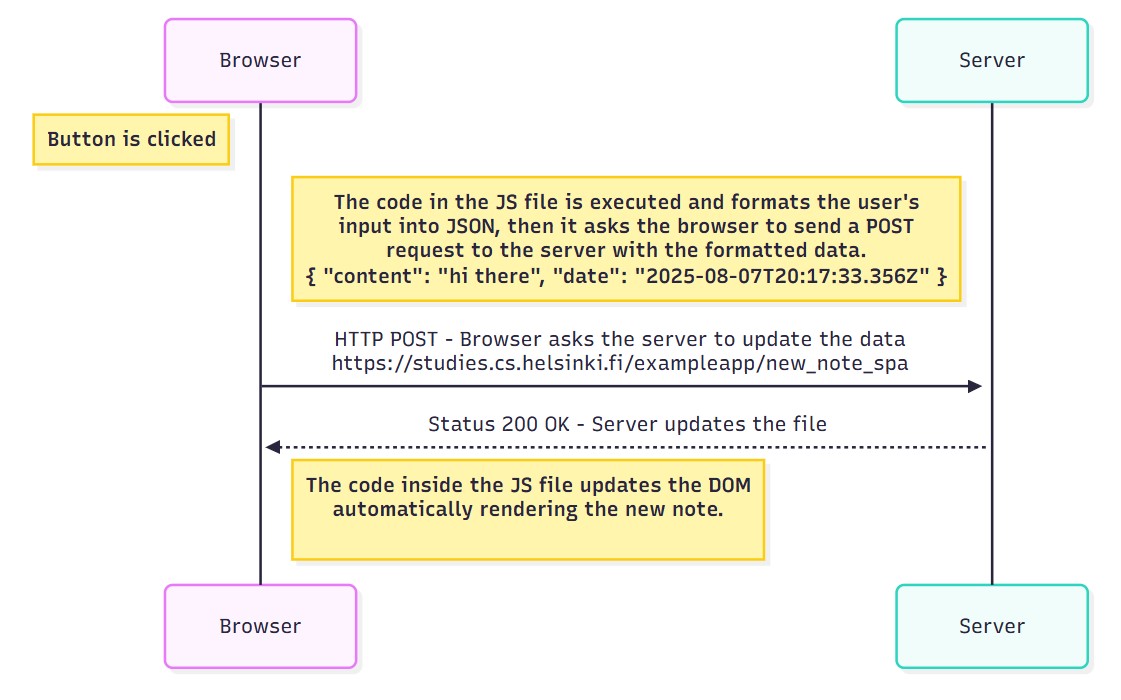 Browser
Server
Button is clicked
The code in the JS file is executed and formats the user's
input into JSON, then it asks the browser to send a POST
request to the server with the formatted data.
{ "content": "hi there", "date": "2025-08-07T20:17:33.356Z" }
HTTP POST - Browser asks the server to update the data
https://studies.cs.helsinki.fi/exampleapp/new_note_spa
Status 200 OK - Server updates the file
The code inside the JS file updates the DOM
automatically rendering the new note.
Browser
Server